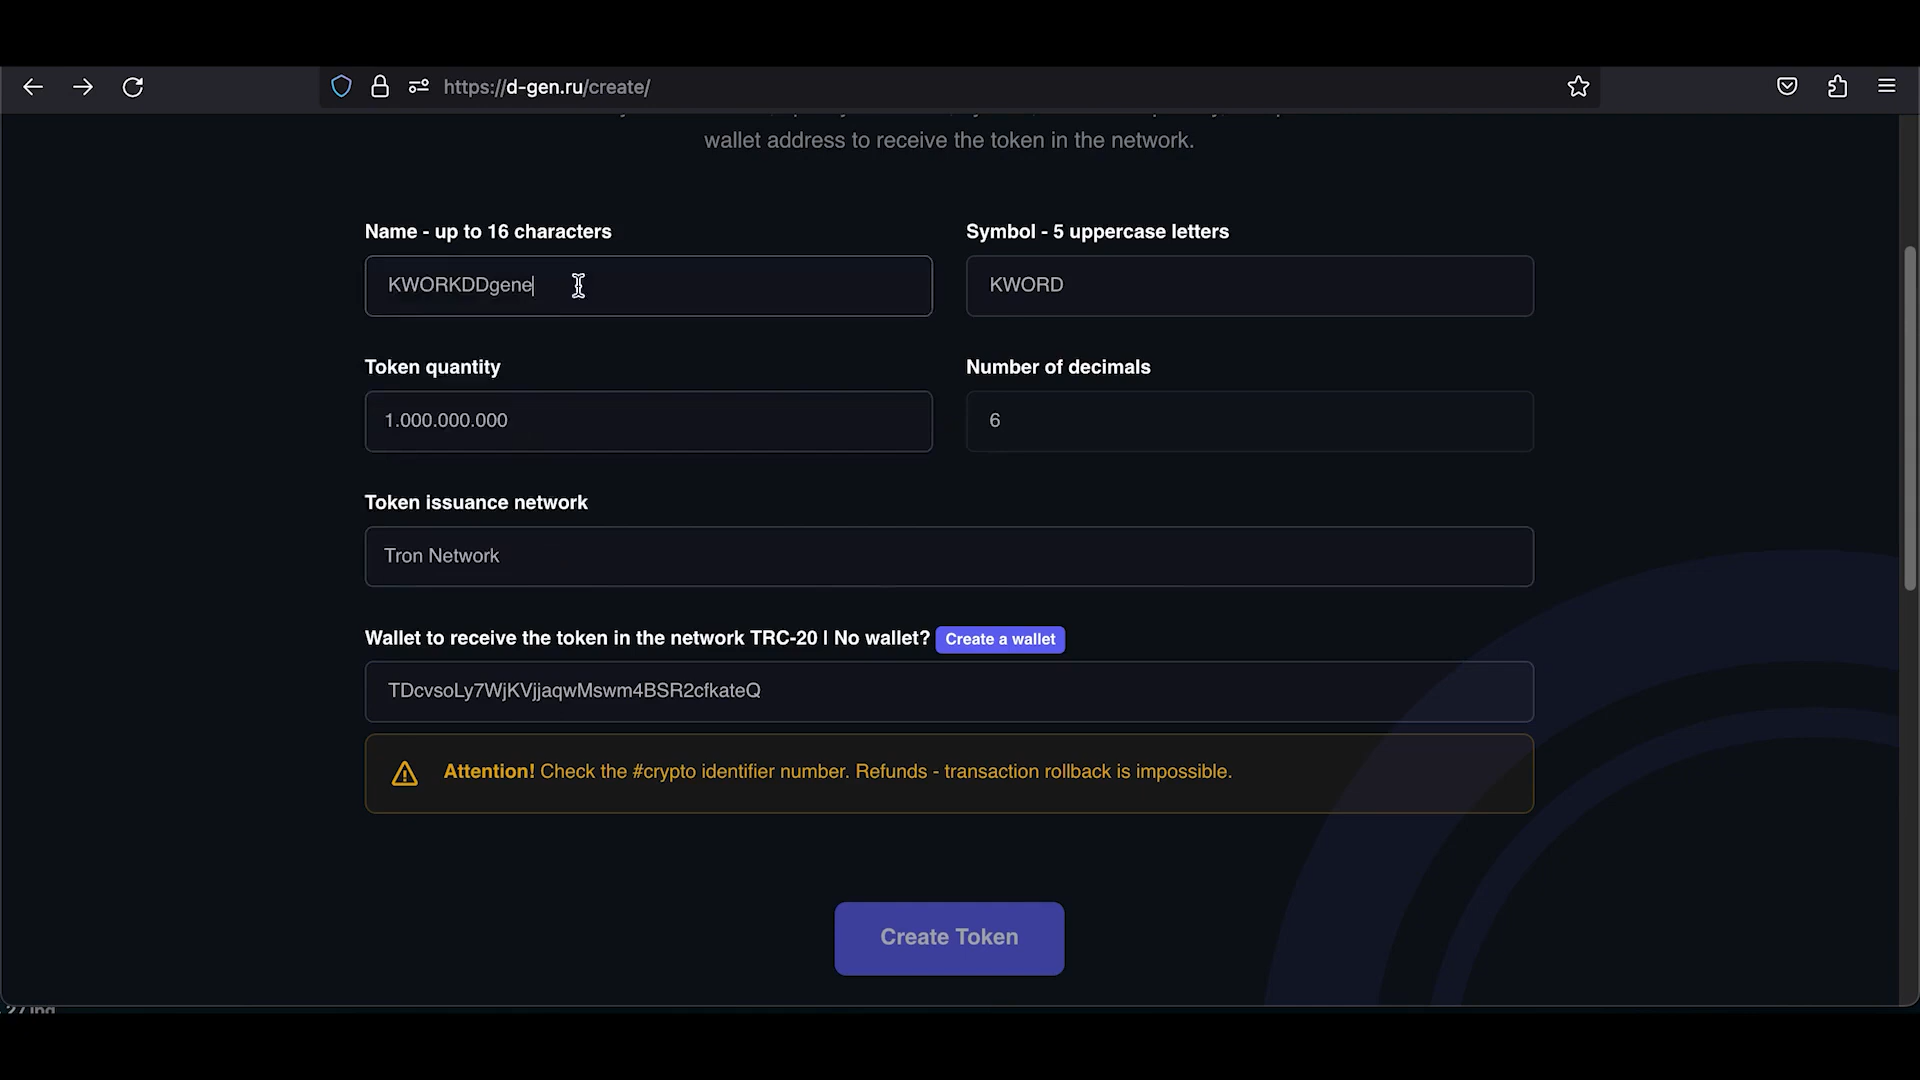 https://d-gen.ru/create/
wallet address to receive the token in the network.
Name - up to 16 characters
Symbol - 5 uppercase letters
KWORKDDgene
KWORD
Token quantity
Number of decimals
1.000.000.000
6
Token issuance network
Tron Network
Wallet to receive the token in the network TRC-20 | No wallet? Create a wallet
TDcvsoLy7WjKVjjaqwMswm4BSR2cfkateQ
Attention! Check the #crypto identifier number. Refunds - transaction rollback is impossible.
Create Token